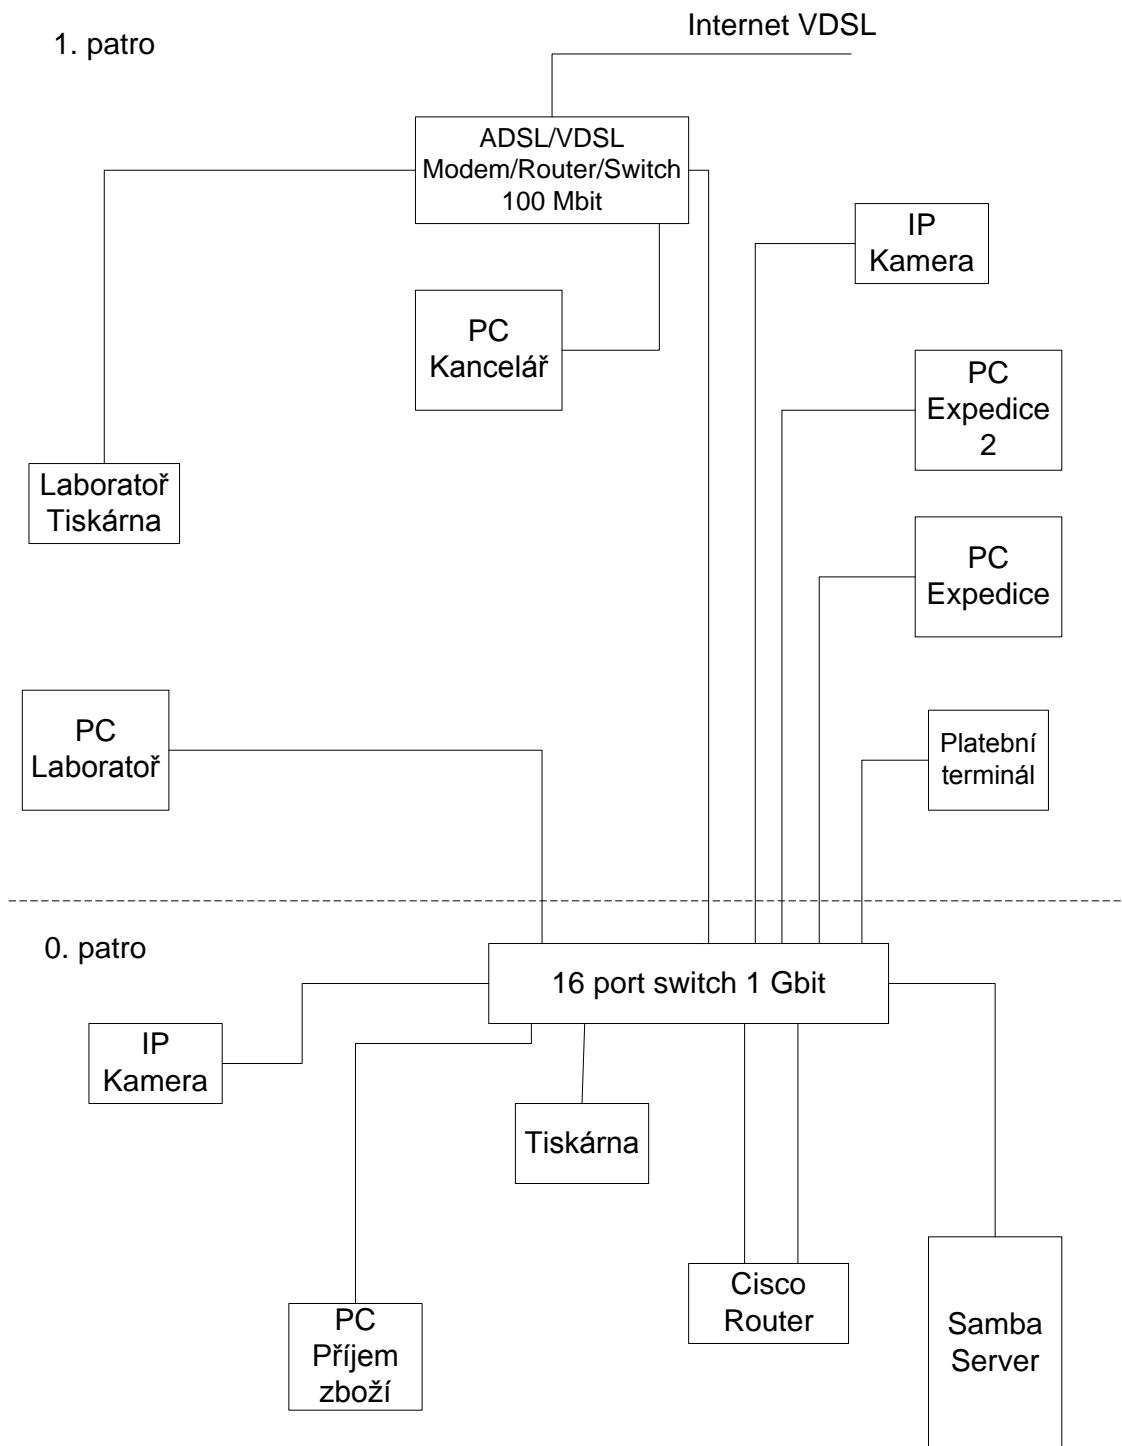 1. patro
Internet VDSL
ADSL/VDSL
Modem/Router/Switch
100 Mbit
IP
Kamera
PC
Kancelář
PC
Expedice
2
Laboratoř
Tiskárna
PC
Expedice
PC
Laboratoř
Platební
terminál
0. patro
16 port switch 1 Gbit
IP
Kamera
Tiskárna
Cisco
Router
PC
Příjem
zboží
Samba
Server